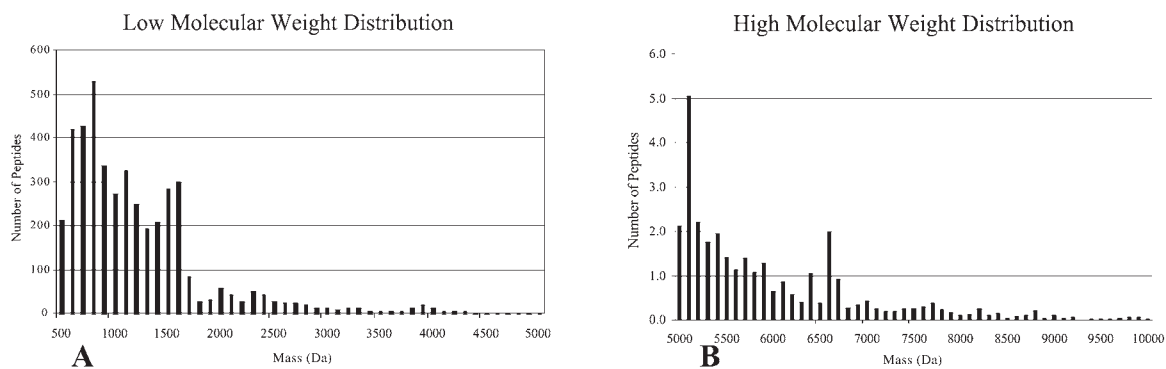 Low Molecular Weight Distribution
600
500
400
300
200
100
0
Number of Peptides
500 1000 1500 2000 2500 3000 3500 4000 4500 5000
Mass (Da)
A
High Molecular Weight Distribution
6.0
5.0
4.0
3.0
2.0
1.0
0.0
Number of Peptides
5000 5500 6000 6500 7000 7500 8000 8500 9000 9500 10000
Mass (Da)
B